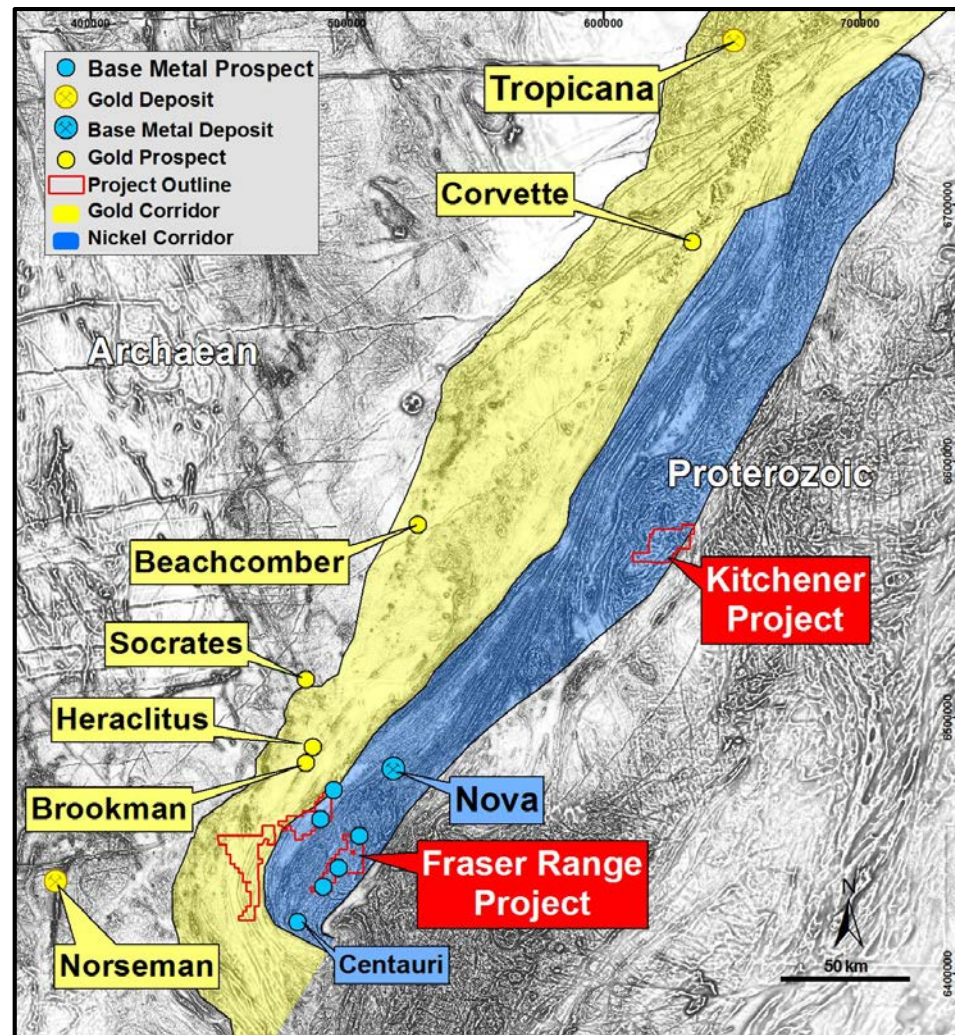 400000
500000
600000
700000
Base Metal Prospect
Gold Deposit
Base Metal Deposit
Gold Prospect
Project Outline
Gold Corridor
Nickel Corridor
Tropicana
Corvette
6700000
Archaean
Proterozoic
6600000
Beachcomber
Kitchener
Project
Socrates
Heraclitus
6500000
Brookman
Nova
Fraser Range
Project
Norseman
Centauri
N
50 km
6400000